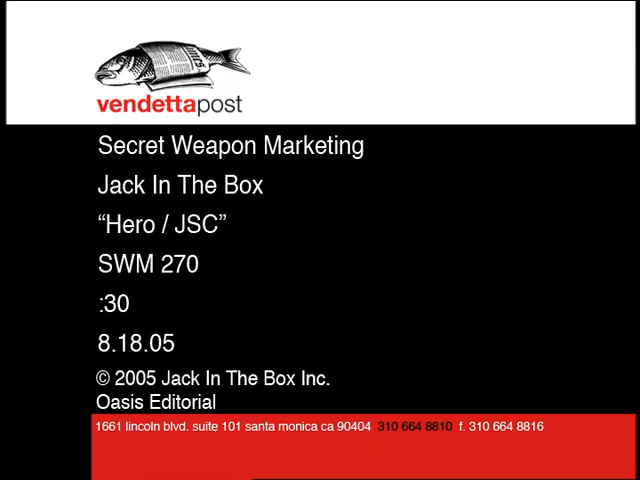 vendettapost
Secret Weapon Marketing
Jack In The Box
“Hero / JSC”
SWM 270
:30
8.18.05
© 2005 Jack In The Box Inc.
Oasis Editorial
1661 lincoln blvd. suite 101 santa monica ca 90404 310 664 8810 f. 310 664 8816